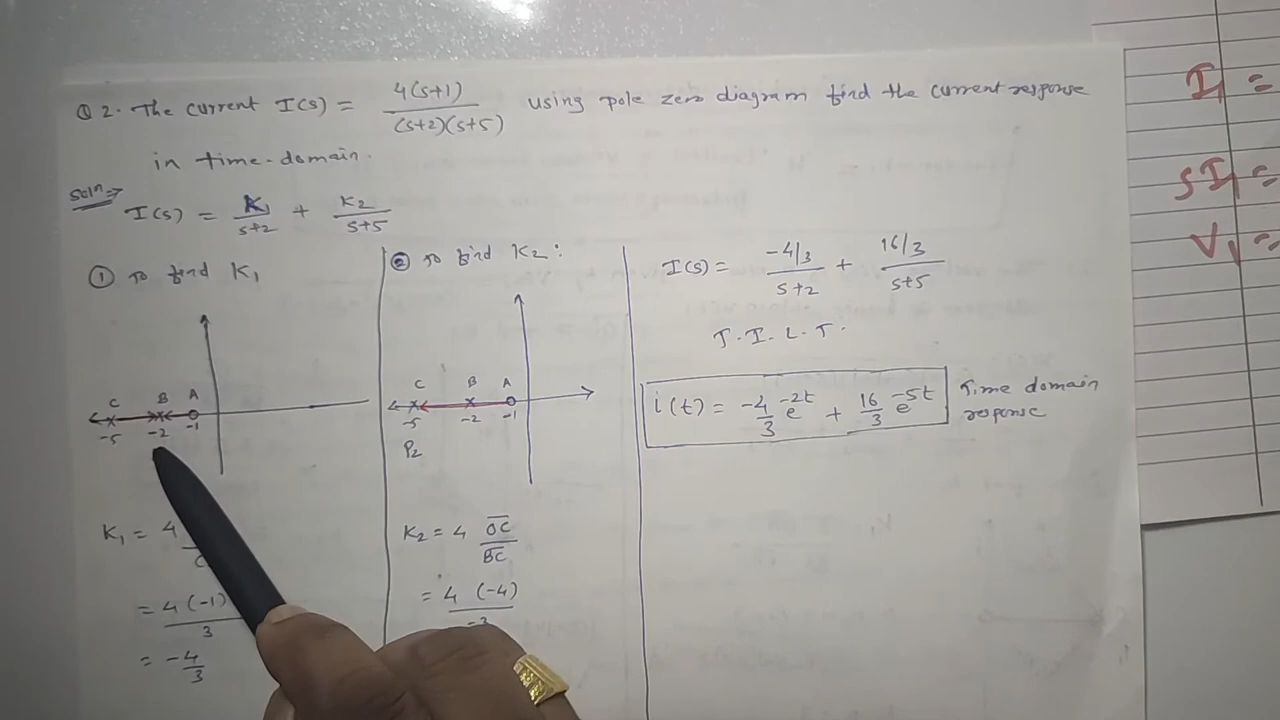 Q2. The current I(s) = 4(s+1) / (s+2)(s+5) using pole zero diagram find the current response
in time-domain.
Soln ⇒
I(s) = K1 / s+2 + K2 / s+5
① To find K1
C B A
-5 -2 -1
K1 = 4
= 4(-1) / 3
= -4/3
② To find K2:
C B A
-5 -2 -1
P2
K2 = 4 OC / BC
= 4 (-4) / -3
I(s) = -4/3 / s+2 + 16/3 / s+5
T.I.L.T.
i(t) = -4/3 e^-2t + 16/3 e^-5t
Time domain
response
I1 =
sI1 =
V1 =